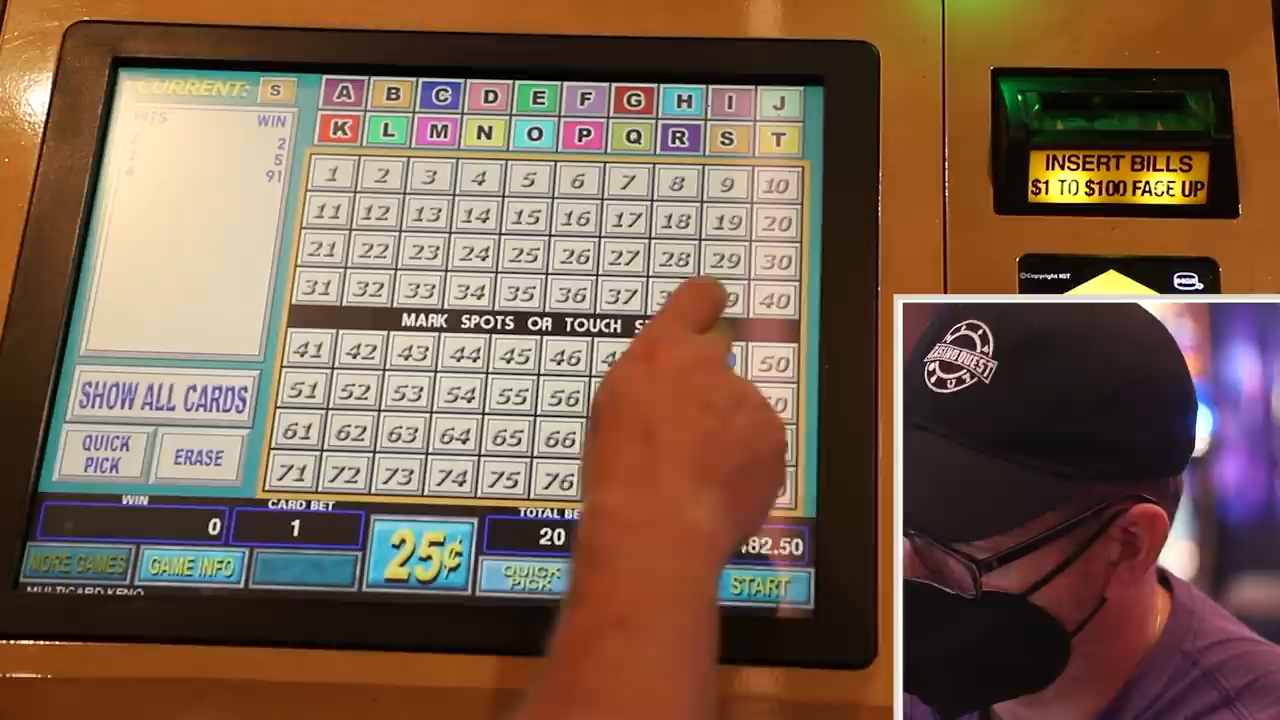 CURRENT: S
HITS WIN
2
5
4 91
A B C D E F G H I J
K L M N O P Q R S T
1 2 3 4 5 6 7 8 9 10
11 12 13 14 15 16 17 18 19 20
21 22 23 24 25 26 27 28 29 30
31 32 33 34 35 36 37 40
MARK SPOTS OR TOUCH
41 42 43 44 45 46 50
51 52 53 54 55 56
61 62 63 64 65 66
71 72 73 74 75 76
SHOW ALL CARDS
QUICK PICK
ERASE
WIN
0
CARD BET
1
25¢
TOTAL
20
82.50
MORE GAMES
GAME INFO
QUICK PICK
START
MULTICARD KENO
INSERT BILLS
$1 TO $100 FACE UP
©Copyright IGT
CASINO QUEST